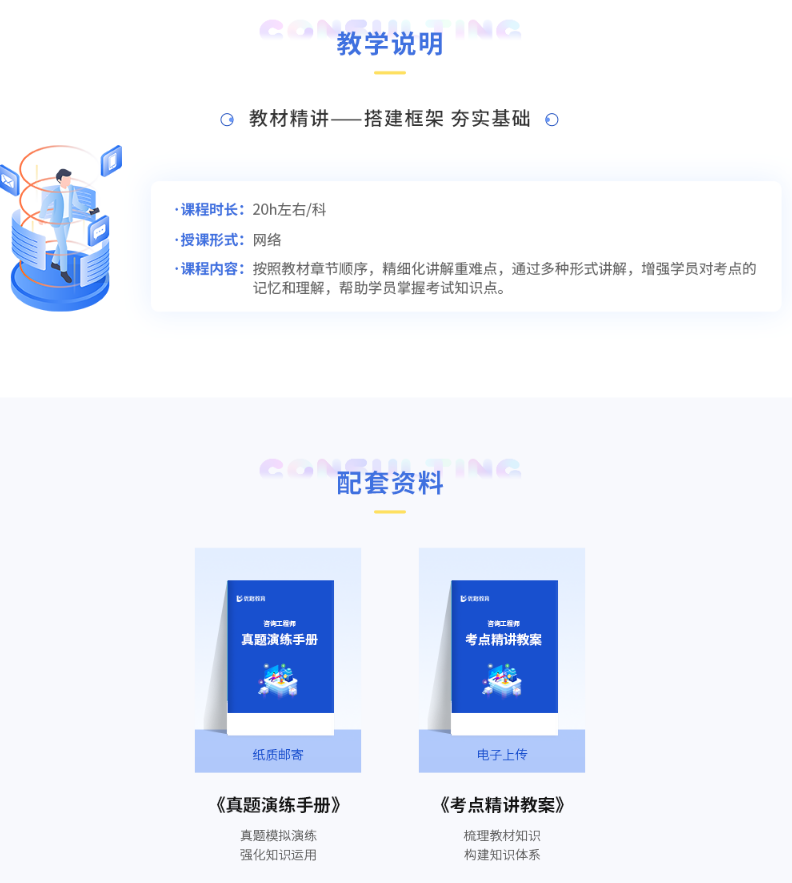 CONSULTING
教学说明
教材精讲——搭建框架 夯实基础
·课程时长：20h左右/科
·授课形式：网络
·课程内容：按照教材章节顺序，精细化讲解重难点，通过多种形式讲解，增强学员对考点的
记忆和理解，帮助学员掌握考试知识点。
CONSULTING
配套资料
咨询工程师
真题演练手册
纸质邮寄
《真题演练手册》
真题模拟演练
强化知识运用
咨询工程师
考点精讲教案
电子上传
《考点精讲教案》
梳理教材知识
构建知识体系